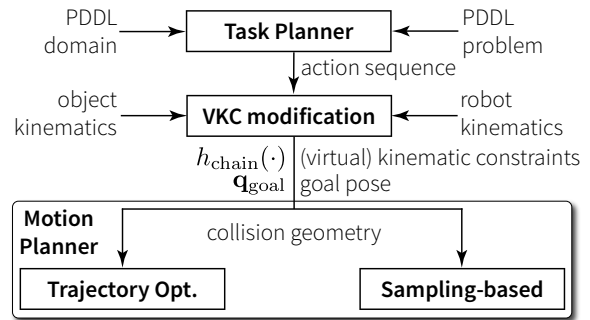 PDDL
domain
Task Planner
PDDL
problem
action sequence
object
kinematics
VKC modification
robot
kinematics
h_chain(·) (virtual) kinematic constraints
q_goal goal pose
Motion
Planner
collision geometry
Trajectory Opt.
Sampling-based